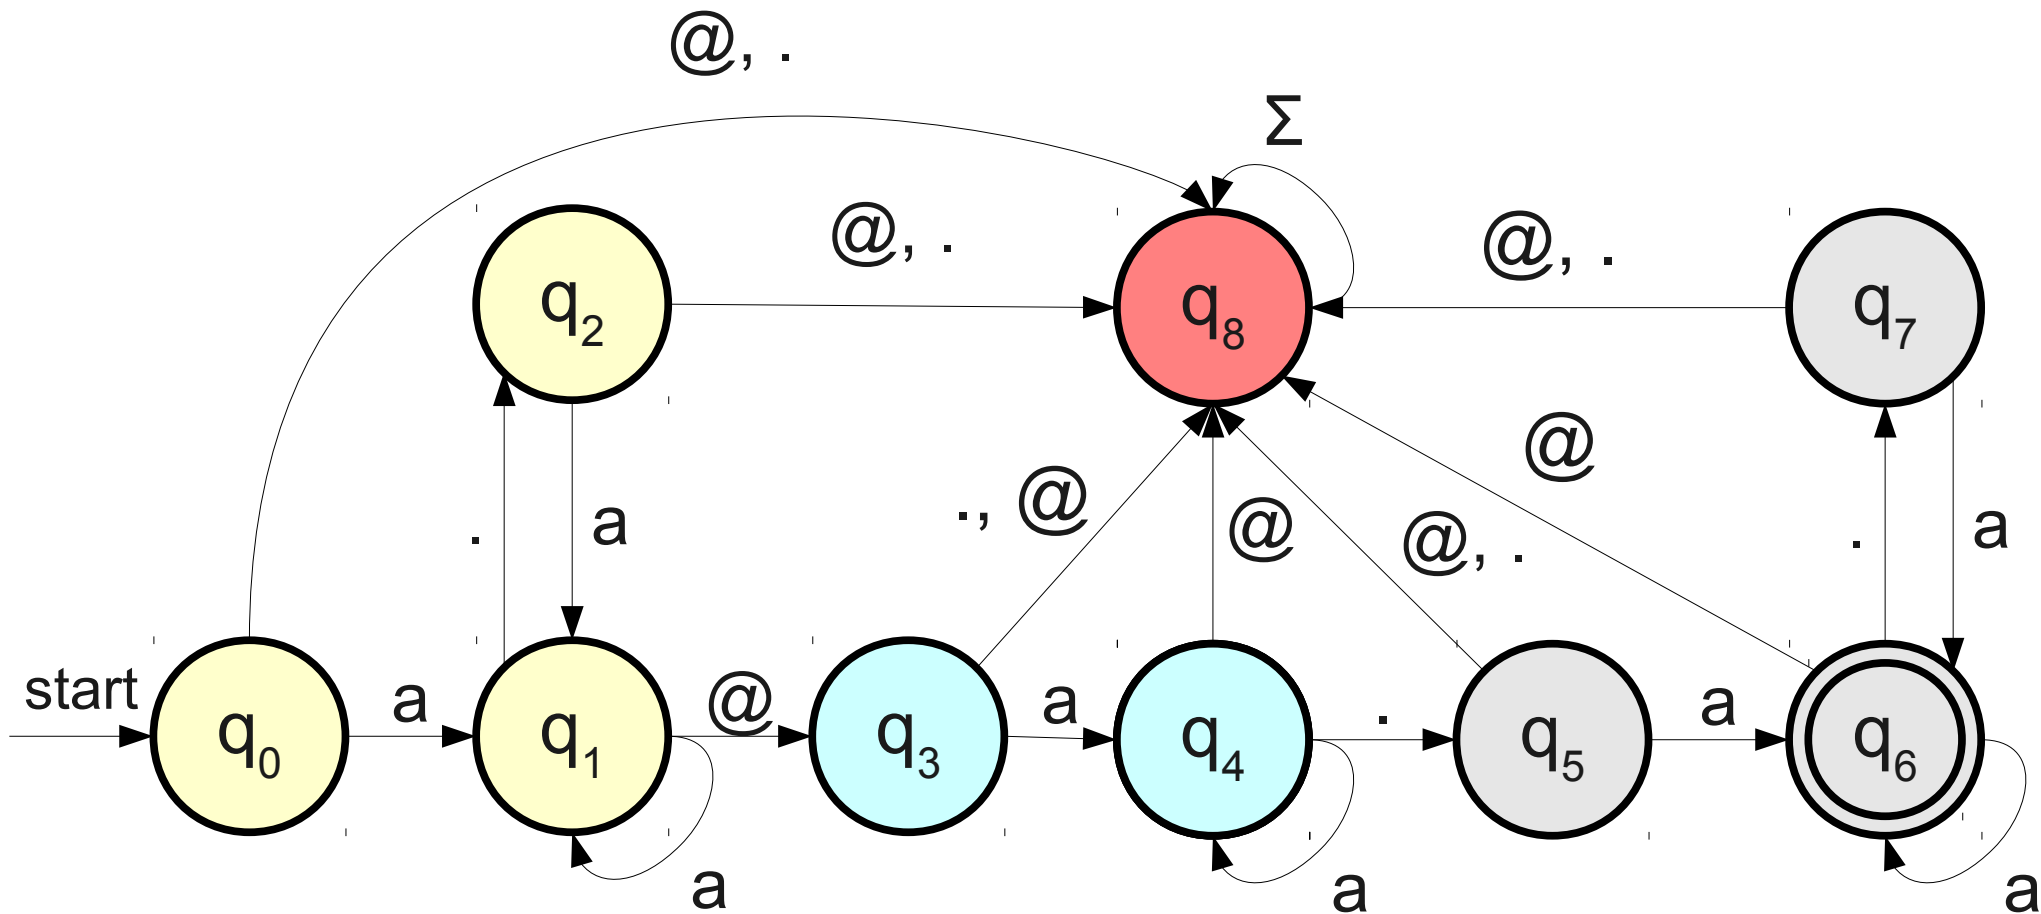 @, .
Σ
@, .
@, .
q2
q8
q7
@
., @
@
@, .
.
a
.
a
start
a
@
a
.
a
q0
q1
q3
q4
q5
q6
a
a
a